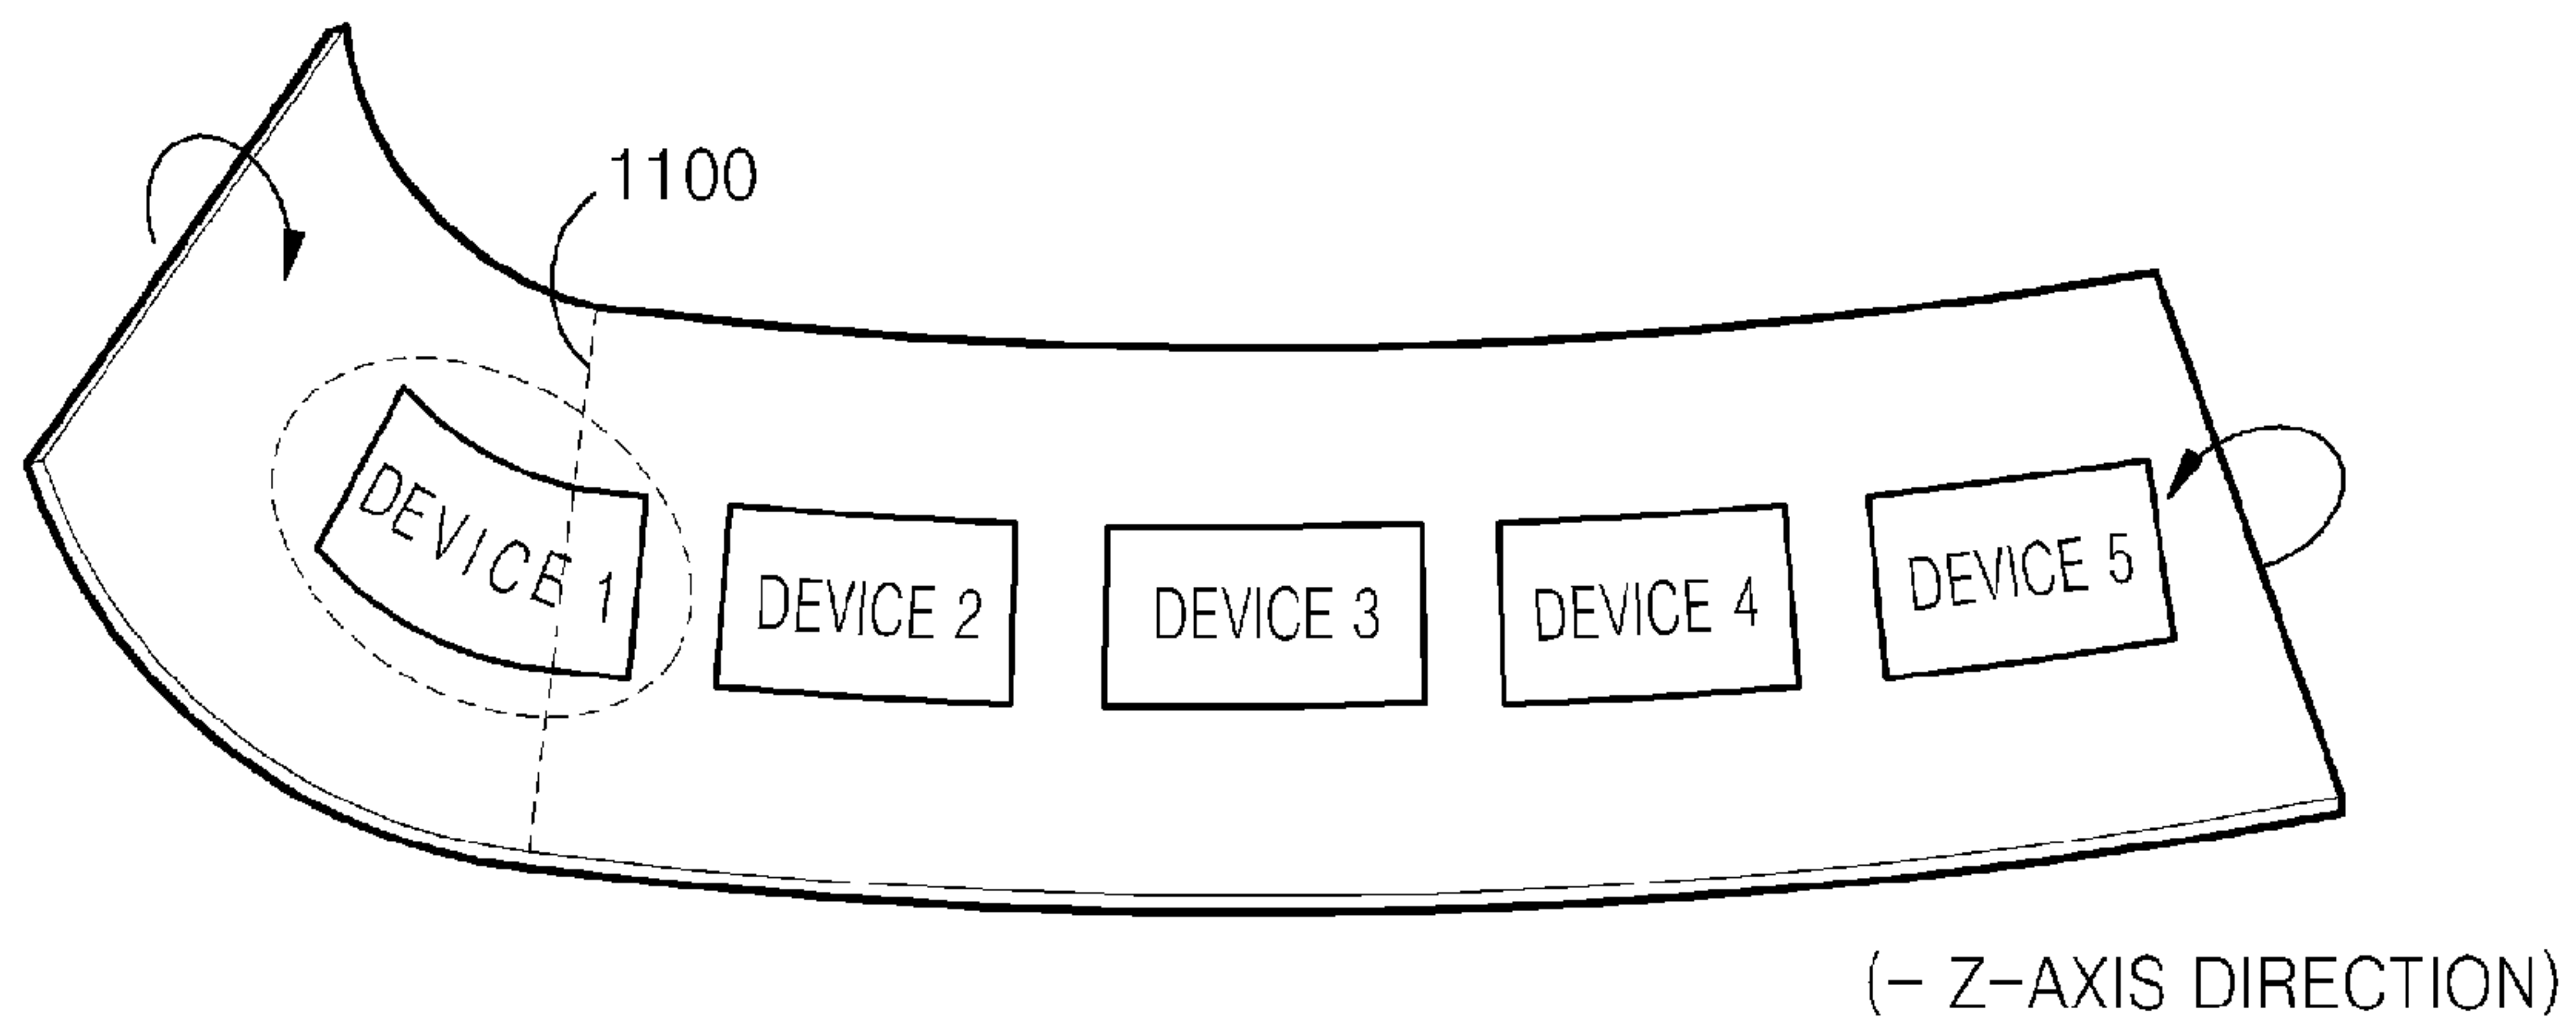 1100
DEVICE 1
DEVICE 2
DEVICE 3
DEVICE 4
DEVICE 5
(- Z-AXIS DIRECTION)